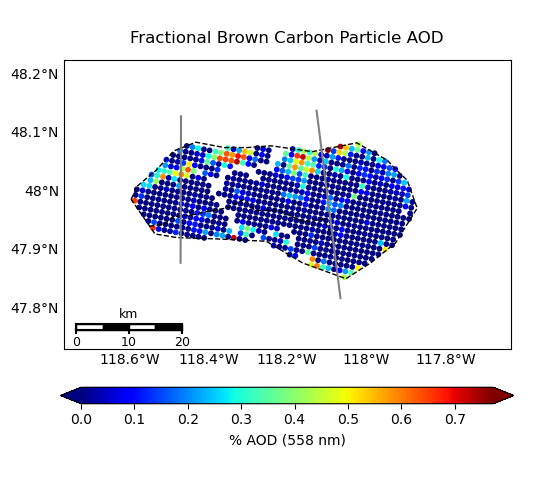 Fractional Brown Carbon Particle AOD
48.2°N
48.1°N
48°N
47.9°N
47.8°N
km
0 10 20
118.6°W 118.4°W 118.2°W 118°W 117.8°W
0.0 0.1 0.2 0.3 0.4 0.5 0.6 0.7
% AOD (558 nm)